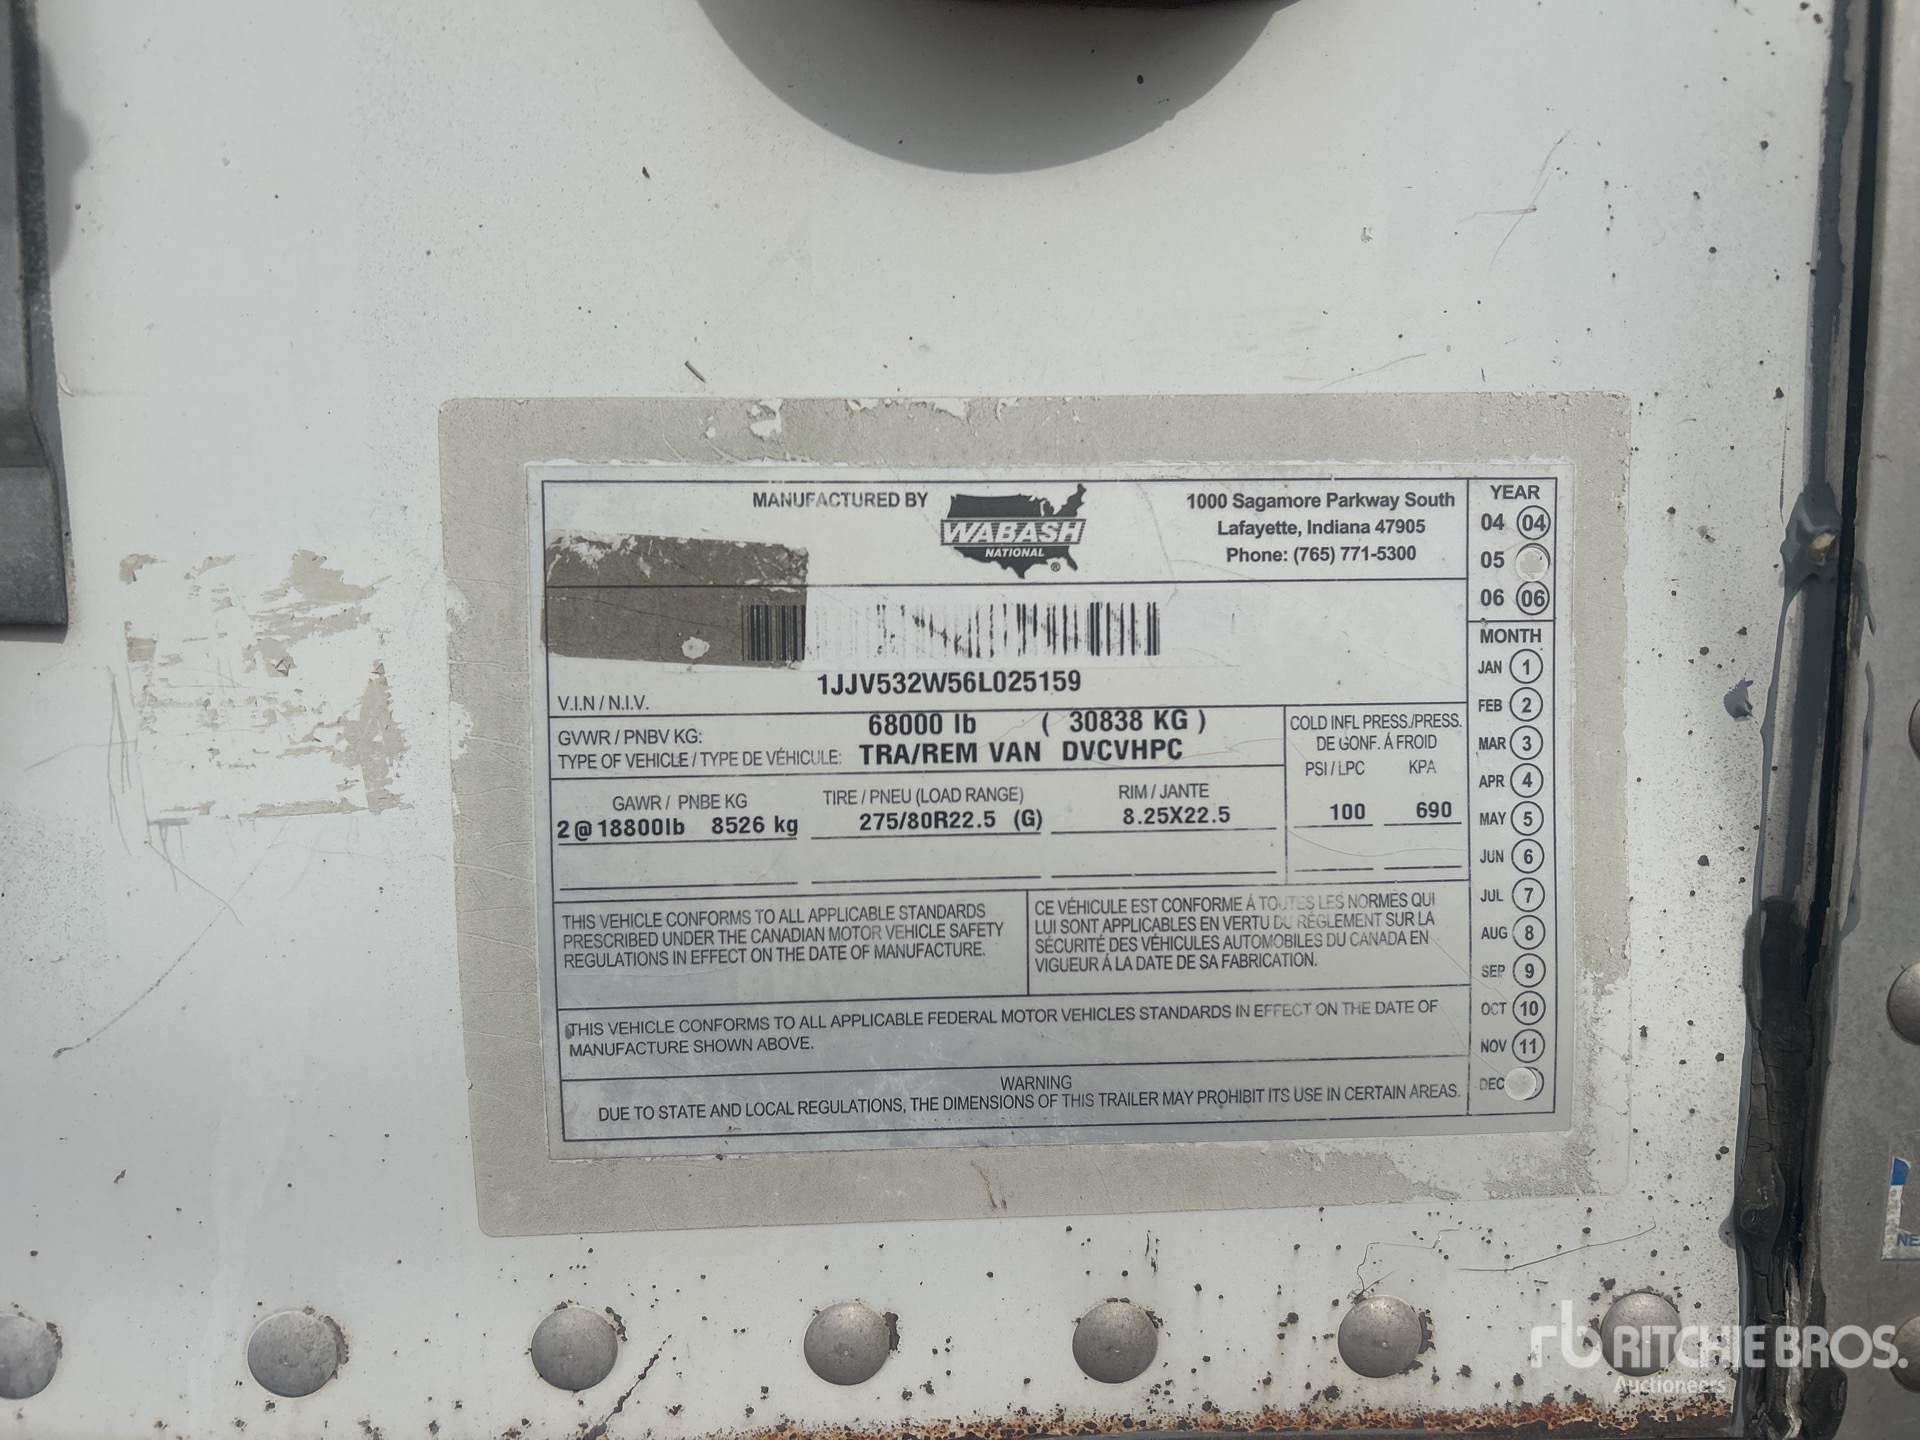 MANUFACTURED BY
WABASH
NATIONAL
®
1000 Sagamore Parkway South
Lafayette, Indiana 47905
Phone: (765) 771-5300
1JJV532W56L025159
V.I.N / N.I.V.
GVWR / PNBV KG: 68000 lb ( 30838 KG )
TYPE OF VEHICLE / TYPE DE VÉHICULE: TRA/REM VAN DVCVHPC
COLD INFL PRESS./PRESS.
DE GONF. À FROID
PSI / LPC KPA
100 690
GAWR / PNBE KG TIRE / PNEU (LOAD RANGE) RIM / JANTE
2@18800lb 8526 kg 275/80R22.5 (G) 8.25X22.5
THIS VEHICLE CONFORMS TO ALL APPLICABLE STANDARDS
PRESCRIBED UNDER THE CANADIAN MOTOR VEHICLE SAFETY
REGULATIONS IN EFFECT ON THE DATE OF MANUFACTURE.
CE VÉHICULE EST CONFORME À TOUTES LES NORMES QUI
LUI SONT APPLICABLES EN VERTU DU RÈGLEMENT SUR LA
SÉCURITÉ DES VÉHICULES AUTOMOBILES DU CANADA EN
VIGUEUR À LA DATE DE SA FABRICATION.
THIS VEHICLE CONFORMS TO ALL APPLICABLE FEDERAL MOTOR VEHICLES STANDARDS IN EFFECT ON THE DATE OF
MANUFACTURE SHOWN ABOVE.
WARNING
DUE TO STATE AND LOCAL REGULATIONS, THE DIMENSIONS OF THIS TRAILER MAY PROHIBIT ITS USE IN CERTAIN AREAS.
YEAR
04 04
05
06 06
MONTH
JAN 1
FEB 2
MAR 3
APR 4
MAY 5
JUN 6
JUL 7
AUG 8
SEP 9
OCT 10
NOV 11
DEC
NE
rb RITCHIE BROS.
Auctioneers